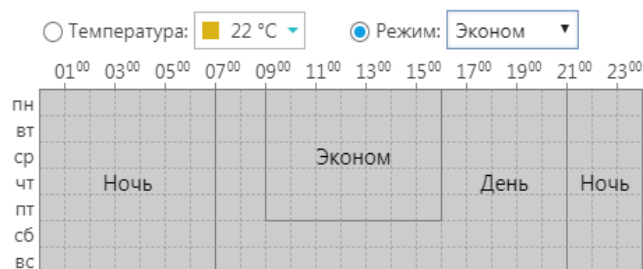 Температура: 22 °C Режим: Эконом
01⁰⁰ 03⁰⁰ 05⁰⁰ 07⁰⁰ 09⁰⁰ 11⁰⁰ 13⁰⁰ 15⁰⁰ 17⁰⁰ 19⁰⁰ 21⁰⁰ 23⁰⁰
пн
вт
ср Эконом
чт Ночь День Ночь
пт
сб
вс